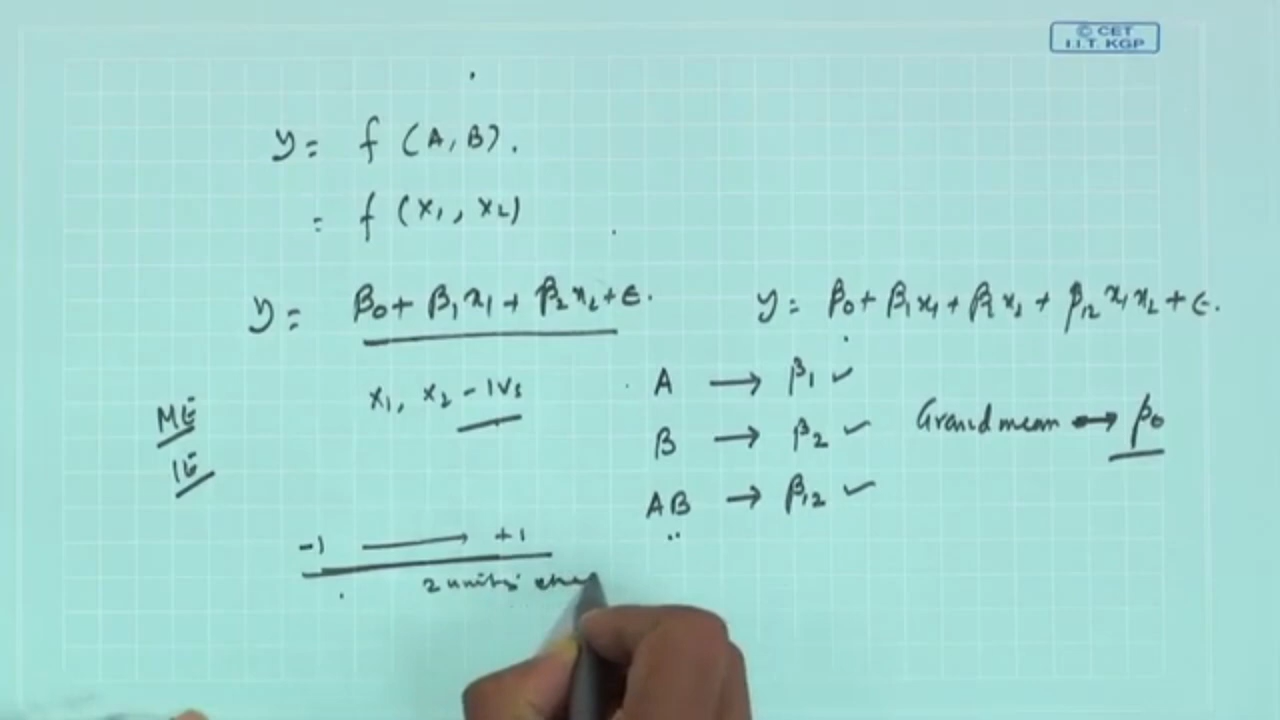 © CET
I.I.T. KGP
y = f (A, B).
= f (x₁, x₂)
y = β₀ + β₁x₁ + β₂x₂ + ϵ.
y = β₀ + β₁x₁ + β₂x₂ + β₁₂x₁x₂ + ϵ.
x₁, x₂ - IVs
ME
IE
A → β₁ ✓
B → β₂ ✓
AB → β₁₂ ✓
Grand mean → β₀
-1 → +1
2 units